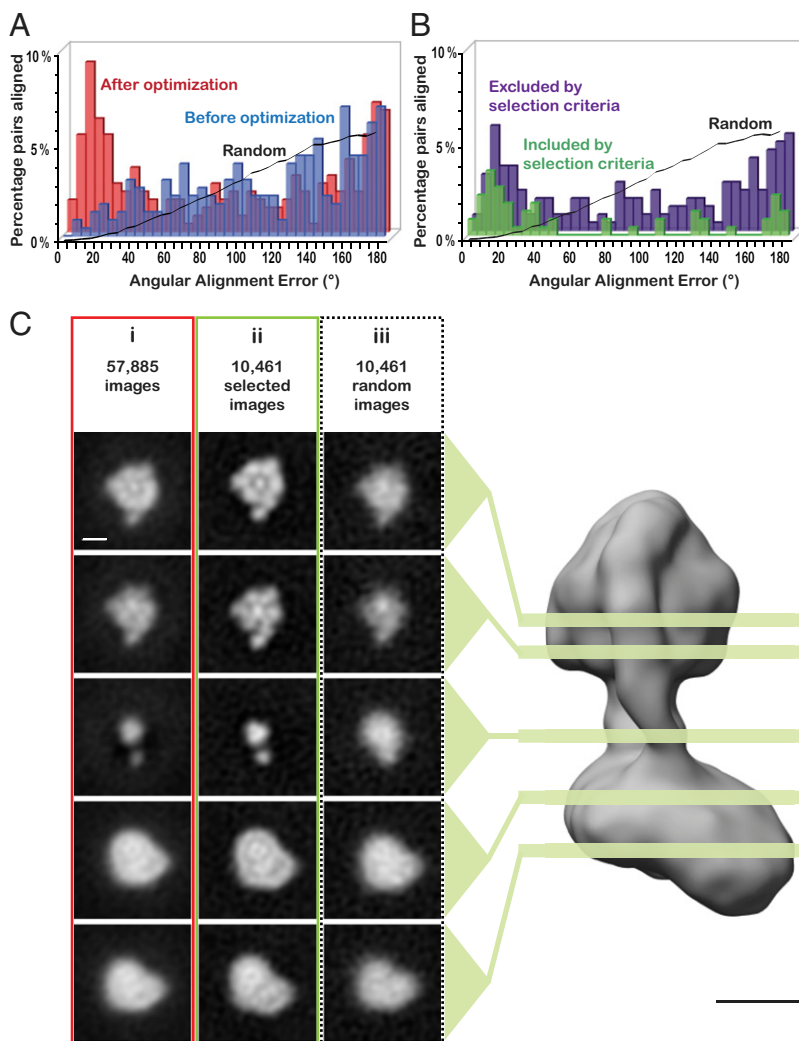 A
Percentage pairs aligned
10%
5%
0%
After optimization
Before optimization
Random
0 20 40 60 80 100 120 140 160 180
Angular Alignment Error (°)
B
Percentage pairs aligned
10%
5%
0%
Excluded by
selection criteria
Included by
selection criteria
Random
0 20 40 60 80 100 120 140 160 180
Angular Alignment Error (°)
C
i
57,885
images
ii
10,461
selected
images
iii
10,461
random
images